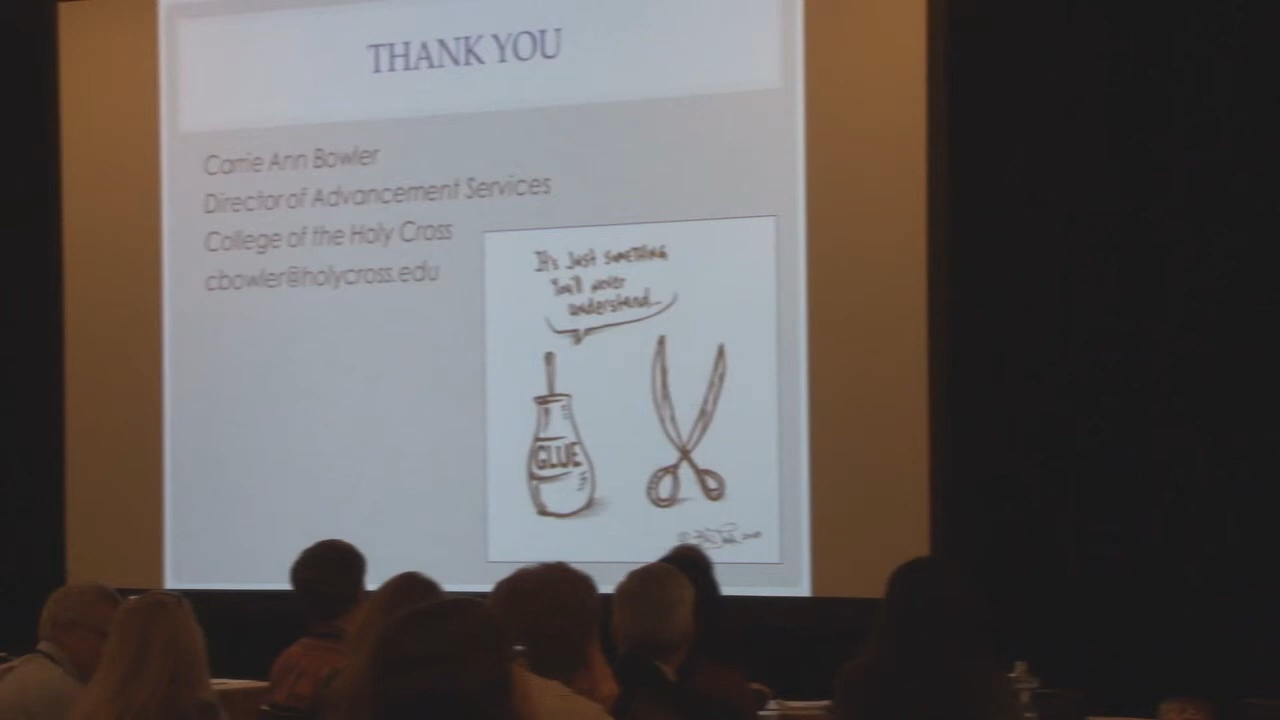 THANK YOU
Carrie Ann Bowler
Director of Advancement Services
College of the Holy Cross
cbowler@holycross.edu
It's Just something
You'll never
understand...
GLUE